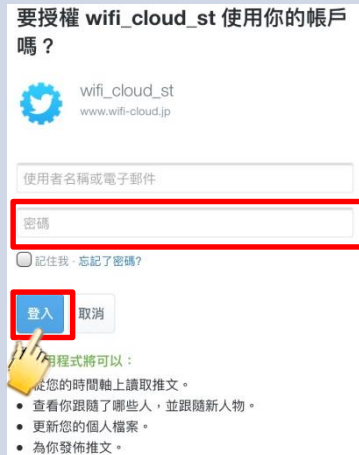 要授權 wifi_cloud_st 使用你的帳戶
嗎？
wifi_cloud_st
www.wifi-cloud.jp
使用者名稱或電子郵件
密碼
記住我 · 忘記了密碼?
登入 取消
用程式將可以：
從您的時間軸上讀取推文。
• 查看你跟隨了哪些人，並跟隨新人物。
• 更新您的個人檔案。
• 為你發佈推文。